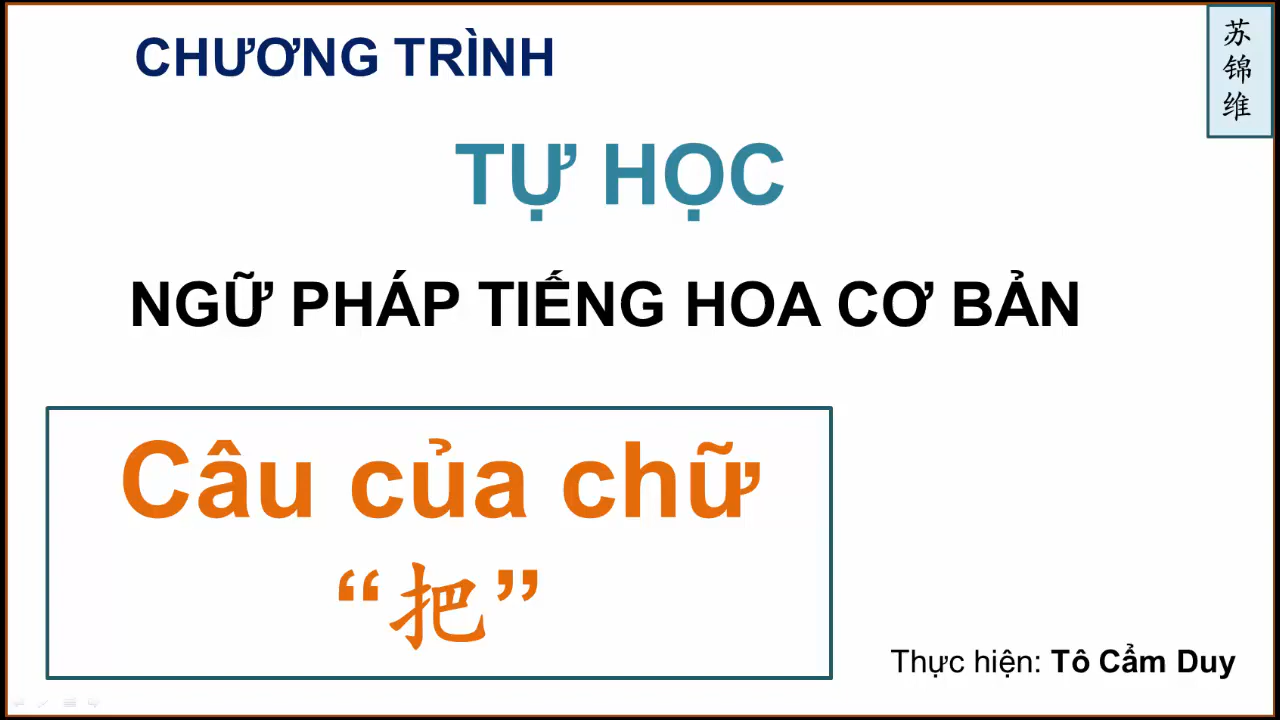 CHƯƠNG TRÌNH
苏锦维
TỰ HỌC
NGỮ PHÁP TIẾNG HOA CƠ BẢN
Câu của chữ
“把”
Thực hiện: Tô Cẩm Duy